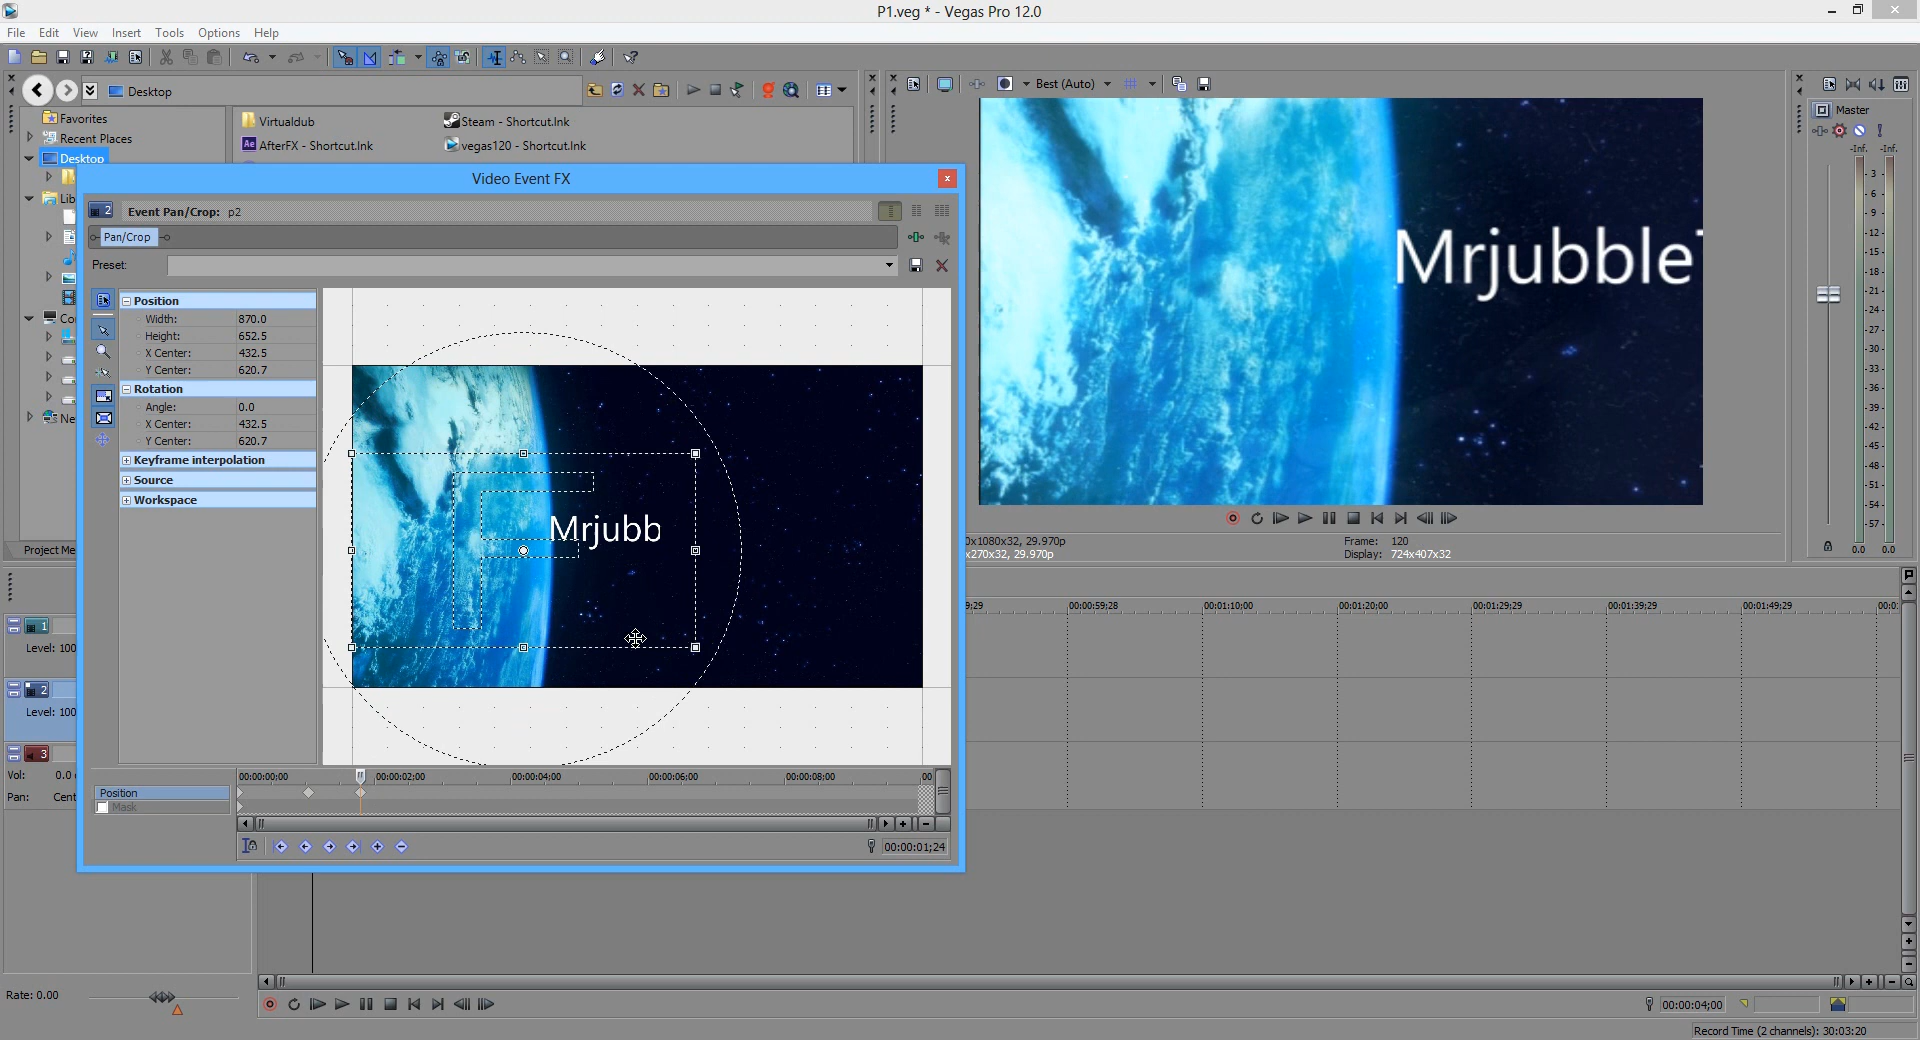 P1.veg * - Vegas Pro 12.0
File Edit View Insert Tools Options Help
Desktop
Best (Auto)
Favorites
Recent Places
Desktop
Lib
Co
Ne
Virtualdub
AfterFX - Shortcut.lnk
Steam - Shortcut.lnk
vegas120 - Shortcut.lnk
Project Me
Video Event FX
2 Event Pan/Crop: p2
Pan/Crop
Preset:
Position
Width: 870.0
Height: 652.5
X Center: 432.5
Y Center: 620.7
Rotation
Angle: 0.0
X Center: 432.5
Y Center: 620.7
Keyframe interpolation
Source
Workspace
Mrjubb
00:00:00;00 00:00:02;00 00:00:04;00 00:00:06;00 00:00:08;00 00
Position
Mask
00:00:01;24
Mrjubble
0x1080x32, 29.970p
x270x32, 29.970p
Frame: 120
Display: 724x407x32
Master
-Inf. -Inf.
- 3 -
- 6 -
- 9 -
-12-
-15-
-18-
-21-
-24-
-27-
-30-
-33-
-36-
-39-
-42-
-45-
-48-
-51-
-54-
-57-
0.0 0.0
1
Level: 100
2
Level: 100
3
Vol: 0.0
Pan: Cent
9;29 00:00:59;28 00:01:10;00 00:01:20;00 00:01:29;29 00:01:39;29 00:01:49;29 00:0
Rate: 0.00
00:00:04;00
Record Time (2 channels): 30:03:20